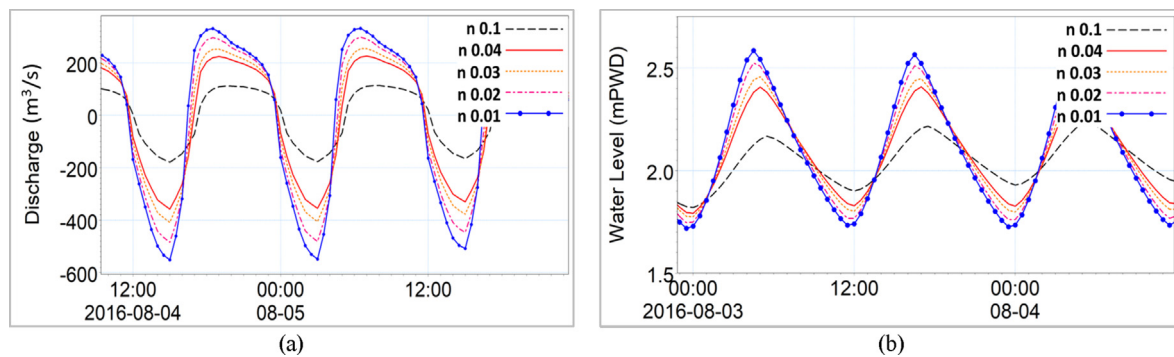 (a)
Discharge (m³/s)
200
0
-200
-400
-600
n 0.1
n 0.04
n 0.03
n 0.02
n 0.01
12:00
00:00
12:00
2016-08-04
08-05
(a)
(b)
Water Level (mPWD)
2.5
2.0
1.5
n 0.1
n 0.04
n 0.03
n 0.02
n 0.01
00:00
12:00
00:00
2016-08-03
08-04
(b)